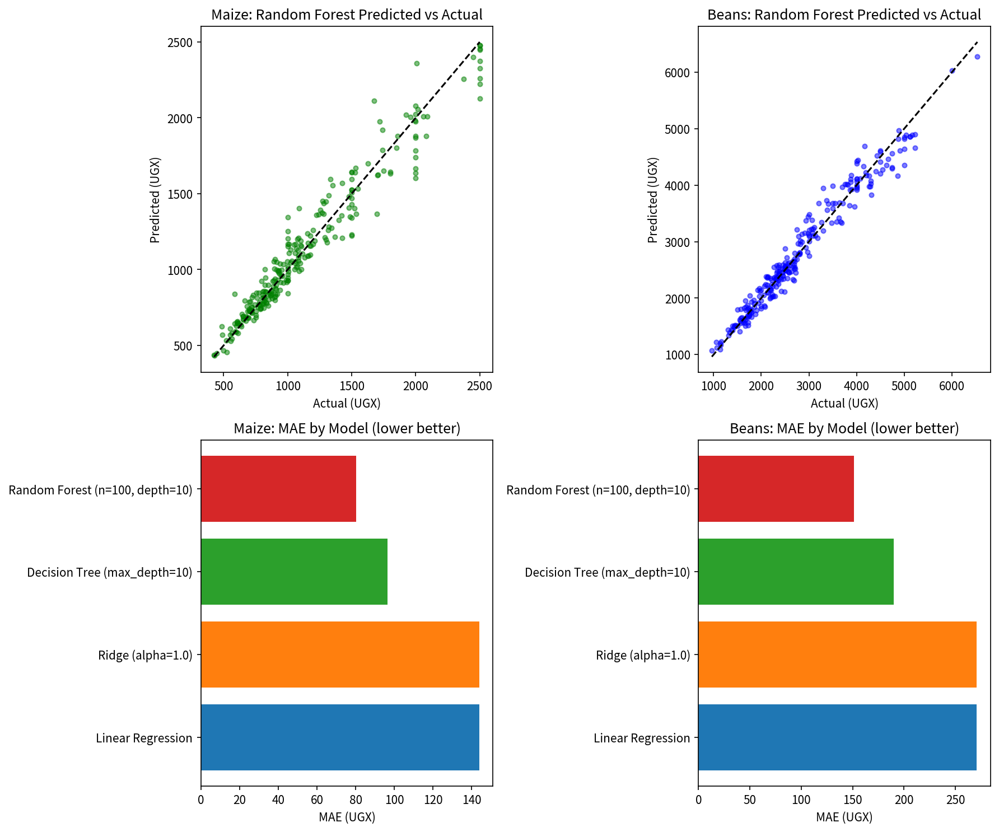 Maize: Random Forest Predicted vs Actual
2500
2000
1500
1000
500
Predicted (UGX)
500 1000 1500 2000 2500
Actual (UGX)
Beans: Random Forest Predicted vs Actual
6000
5000
4000
3000
2000
1000
Predicted (UGX)
1000 2000 3000 4000 5000 6000
Actual (UGX)
Maize: MAE by Model (lower better)
Random Forest (n=100, depth=10)
Decision Tree (max_depth=10)
Ridge (alpha=1.0)
Linear Regression
0 20 40 60 80 100 120 140
MAE (UGX)
Beans: MAE by Model (lower better)
Random Forest (n=100, depth=10)
Decision Tree (max_depth=10)
Ridge (alpha=1.0)
Linear Regression
0 50 100 150 200 250
MAE (UGX)